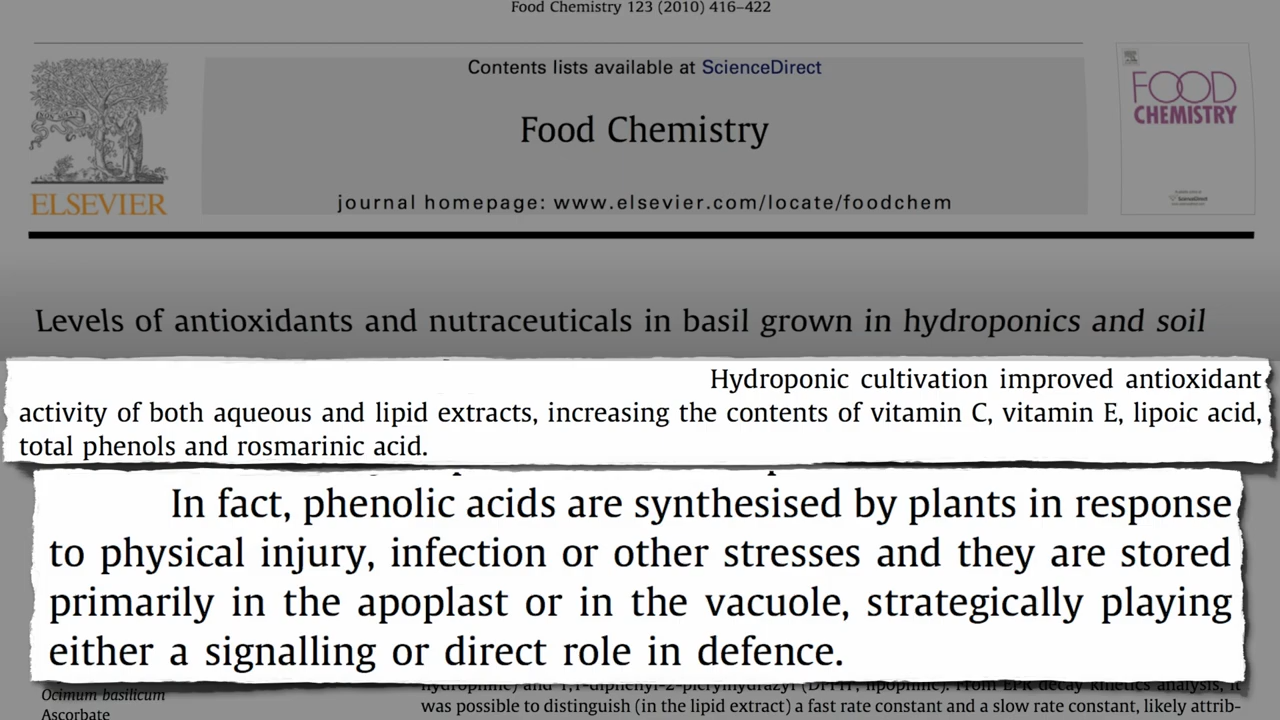 Food Chemistry 123 (2010) 416–422
Contents lists available at ScienceDirect
Food Chemistry
journal homepage: www.elsevier.com/locate/foodchem
ELSEVIER
FOOD
CHEMISTRY
ScienceDirect
Levels of antioxidants and nutraceuticals in basil grown in hydroponics and soil
Hydroponic cultivation improved antioxidant
activity of both aqueous and lipid extracts, increasing the contents of vitamin C, vitamin E, lipoic acid,
total phenols and rosmarinic acid.
In fact, phenolic acids are synthesised by plants in response
to physical injury, infection or other stresses and they are stored
primarily in the apoplast or in the vacuole, strategically playing
either a signalling or direct role in defence.
Ocimum basilicum
Ascorbate
was possible to distinguish (in the lipid extract) a fast rate constant and a slow rate constant, likely attrib-